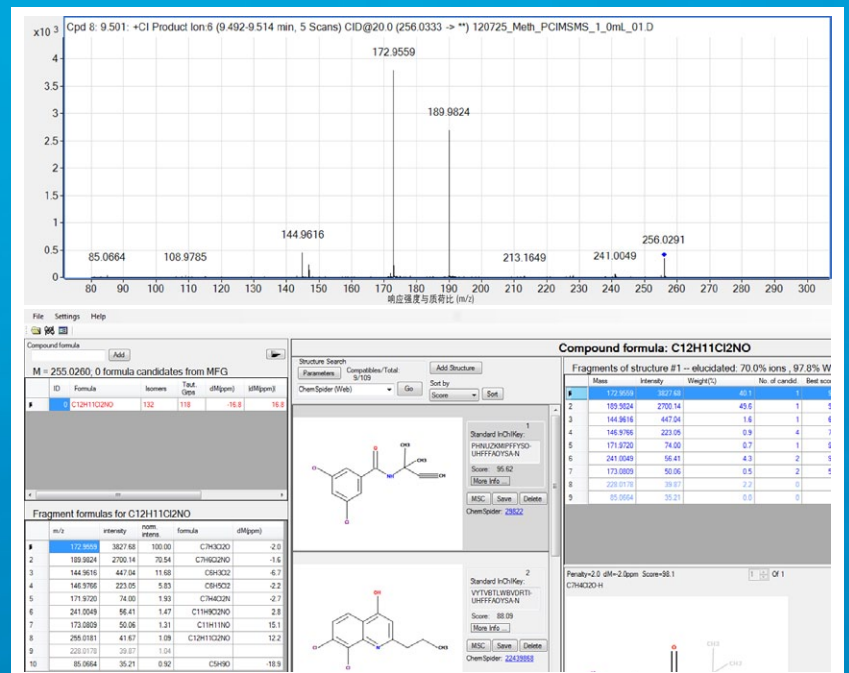 x10 3
Cpd 8: 9.501: +CI Product Ion:6 (9.492-9.514 min, 5 Scans) CID@20.0 (256.0333 -> **) 120725_Meth_PCIMSMS_1_0mL_01.D
4
3.5
3
2.5
2
1.5
1
0.5
0
172.9559
189.9824
144.9616
85.0664
108.9785
213.1649
241.0049
256.0291
80 90 100 110 120 130 140 150 160 170 180 190 200 210 220 230 240 250 260 270 280 290 300
响应强度与质荷比 (m/z)
File Settings Help
Compound formula
Add
M = 255.0260; 0 formula candidates from MFG
ID Formula Isomers Taut. Grps dM(ppm) |dM(ppm)|
0 C12H11Cl2NO 132 118 -16.8 16.8
Fragment formulas for C12H11Cl2NO
m/z intensity norm. intens. formula dM(ppm)
1 172.9559 3827.68 100.00 C7H3Cl2O -2.0
2 189.9824 2700.14 70.54 C7H6Cl2NO -1.6
3 144.9616 447.04 11.68 C6H3Cl2 -6.7
4 146.9766 223.05 5.83 C6H5Cl2 -2.2
5 171.9720 74.00 1.93 C7H4Cl2N -2.7
6 241.0049 56.41 1.47 C11H9Cl2NO 2.8
7 173.0809 50.06 1.31 C11H11NO 15.1
8 255.0181 41.67 1.09 C12H11Cl2NO 12.2
9 228.0178 39.87 1.04
10 85.0664 35.21 0.92 C5H9O -18.9
Structure Search
Parameters
Compatibles/Total:
9/109
Add Structure
ChemSpider (Web)
Go
Sort by
Score
Sort
1
Standard InChIKey:
PHNUZKMIPFFYSO-
UHFFFAOYSA-N
Score: 95.62
More Info ...
MSC Save Delete
ChemSpider: 29822
2
Standard InChIKey:
VYTVBTLWBVDRTI-
UHFFFAOYSA-N
Score: 88.09
More Info ...
MSC Save Delete
ChemSpider: 22439868
Compound formula: C12H11Cl2NO
Fragments of structure #1 -- elucidated: 70.0% ions , 97.8% W
Mass Intensity Weight(%) No. of candid. Best sco
172.9559 3827.68 40.1 1
2 189.9824 2700.14 49.6 1
3 144.9616 447.04 1.6 1
4 146.9766 223.05 0.9 4
5 171.9720 74.00 0.7 1
6 241.0049 56.41 4.3 2
7 173.0809 50.06 0.5 2
8 228.0178 39.87 2.2 0
9 85.0664 35.21 0.0 0
Penalty=2.0 dM=-2.0ppm Score=98.1
1 Of 1
C7H4Cl2O-H